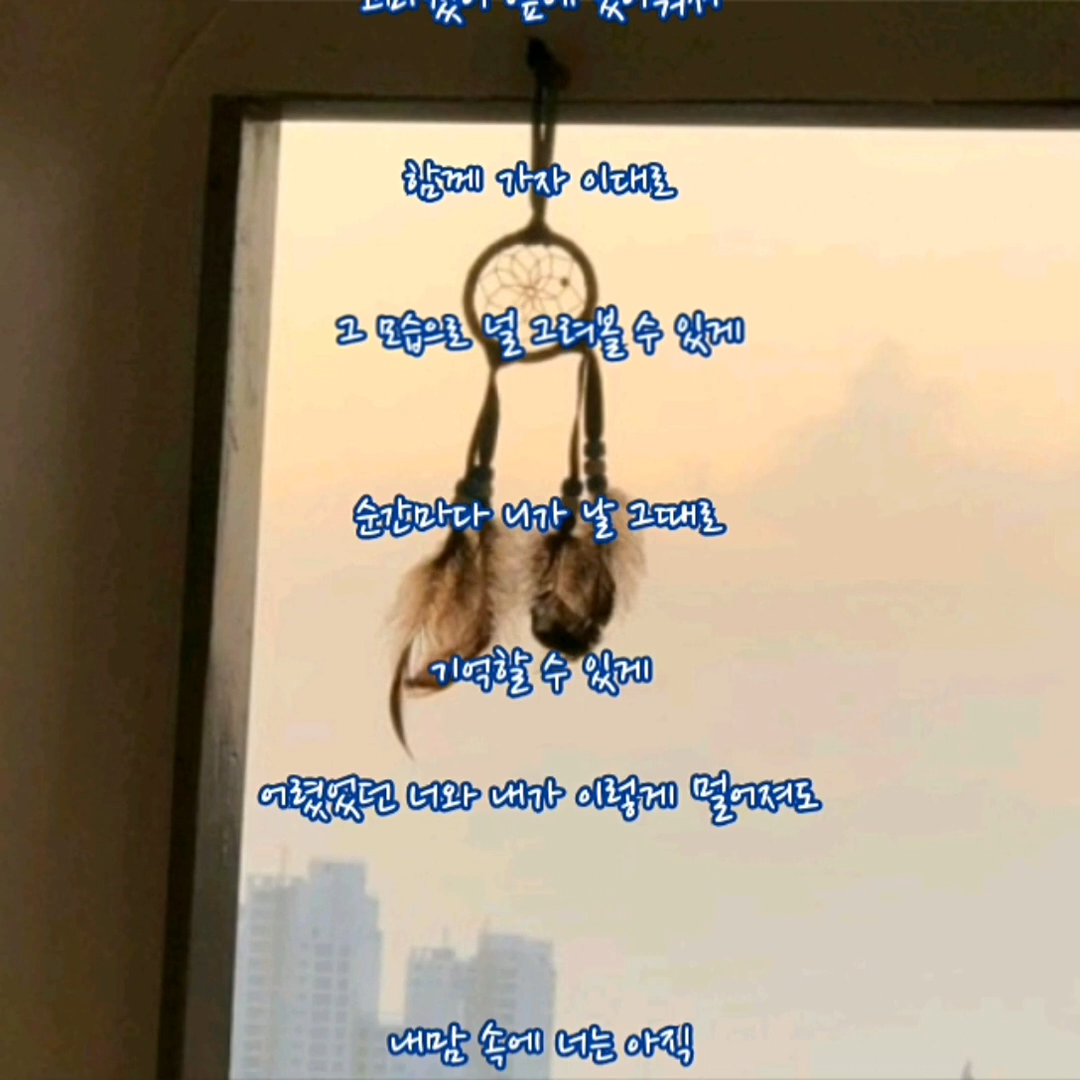 함께 가자 이대로
그 모습으로 널 그려볼 수 있게
순간마다 니가 날 그때로
기억할 수 있게
어렸었던 너와 내가 이렇게 멀어져도
내맘 속에 너는 아직